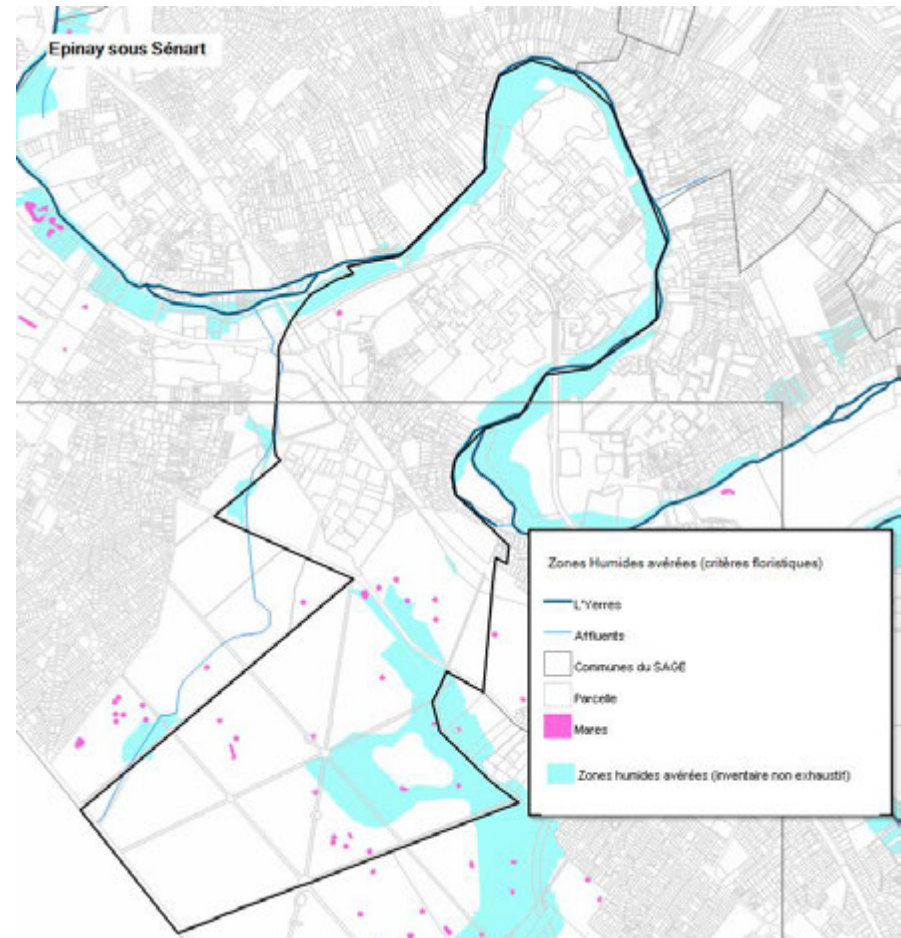 Epinay sous Sénart
Zones Humides avérées (critères floristiques)
L'Yerres
Affluents
Communes du SAGE
Parcelle
Mares
Zones humides avérées (inventaire non exhaustif)